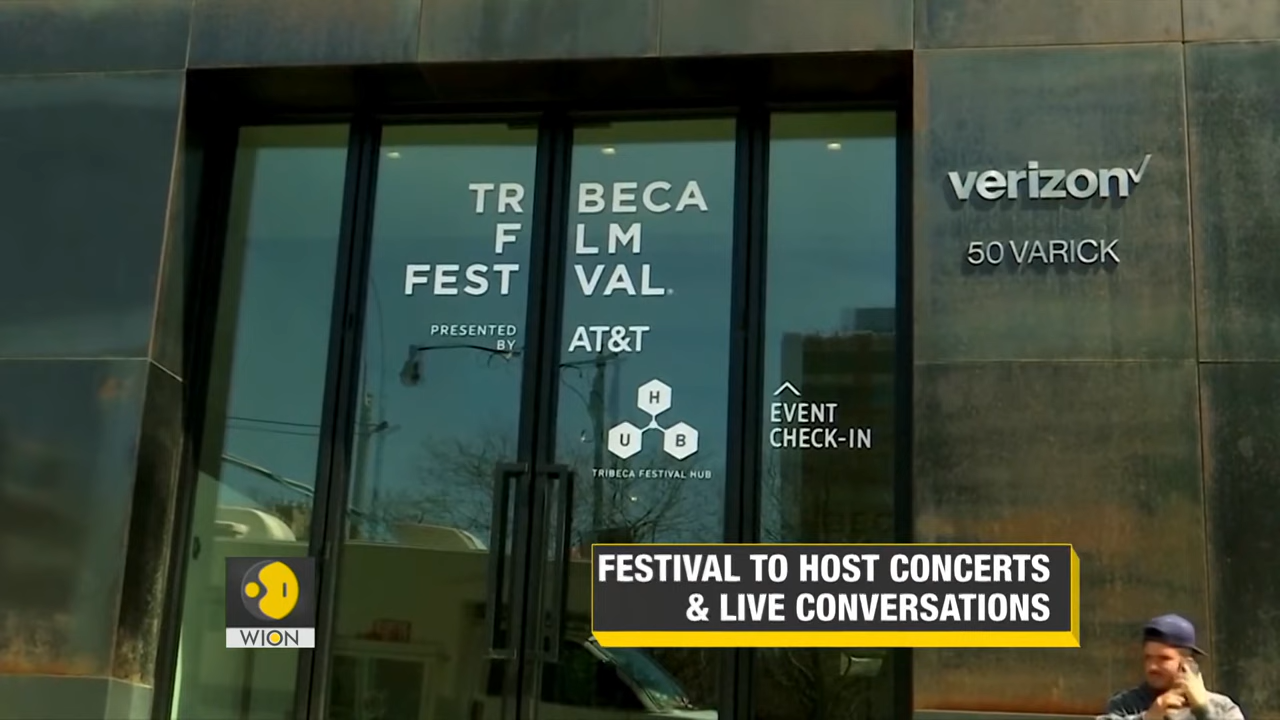 TR BECA
F LM
FEST VAL®
PRESENTED
BY
AT&T
H
U B
TRIBECA FESTIVAL HUB
EVENT
CHECK-IN
verizon
50 VARICK
FESTIVAL TO HOST CONCERTS
& LIVE CONVERSATIONS
WION